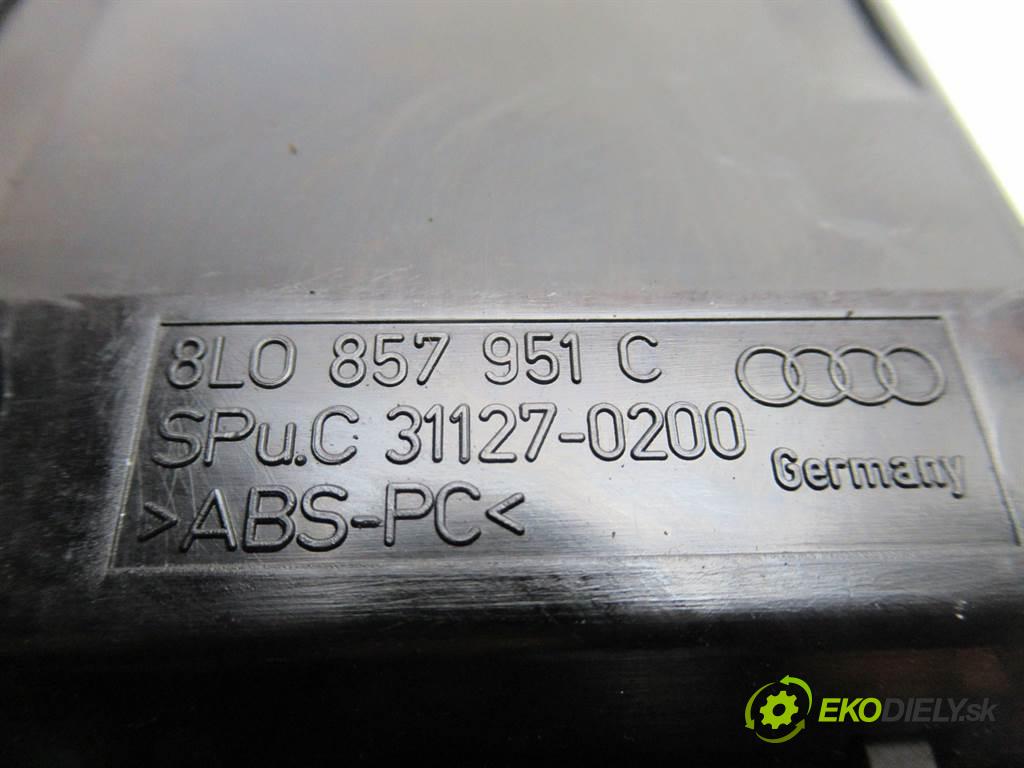 8L0 857 951 C
SPu.C 31127-0200
Germany
>ABS-PC<
EKODIELY.sk